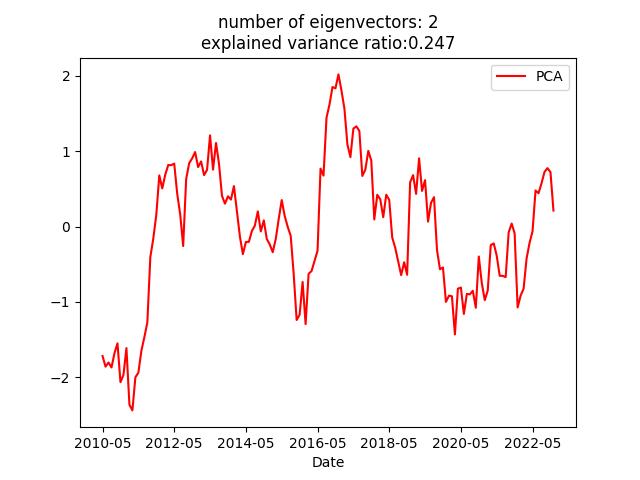 number of eigenvectors: 2
explained variance ratio:0.247
PCA
2
1
0
−1
−2
2010-05 2012-05 2014-05 2016-05 2018-05 2020-05 2022-05
Date